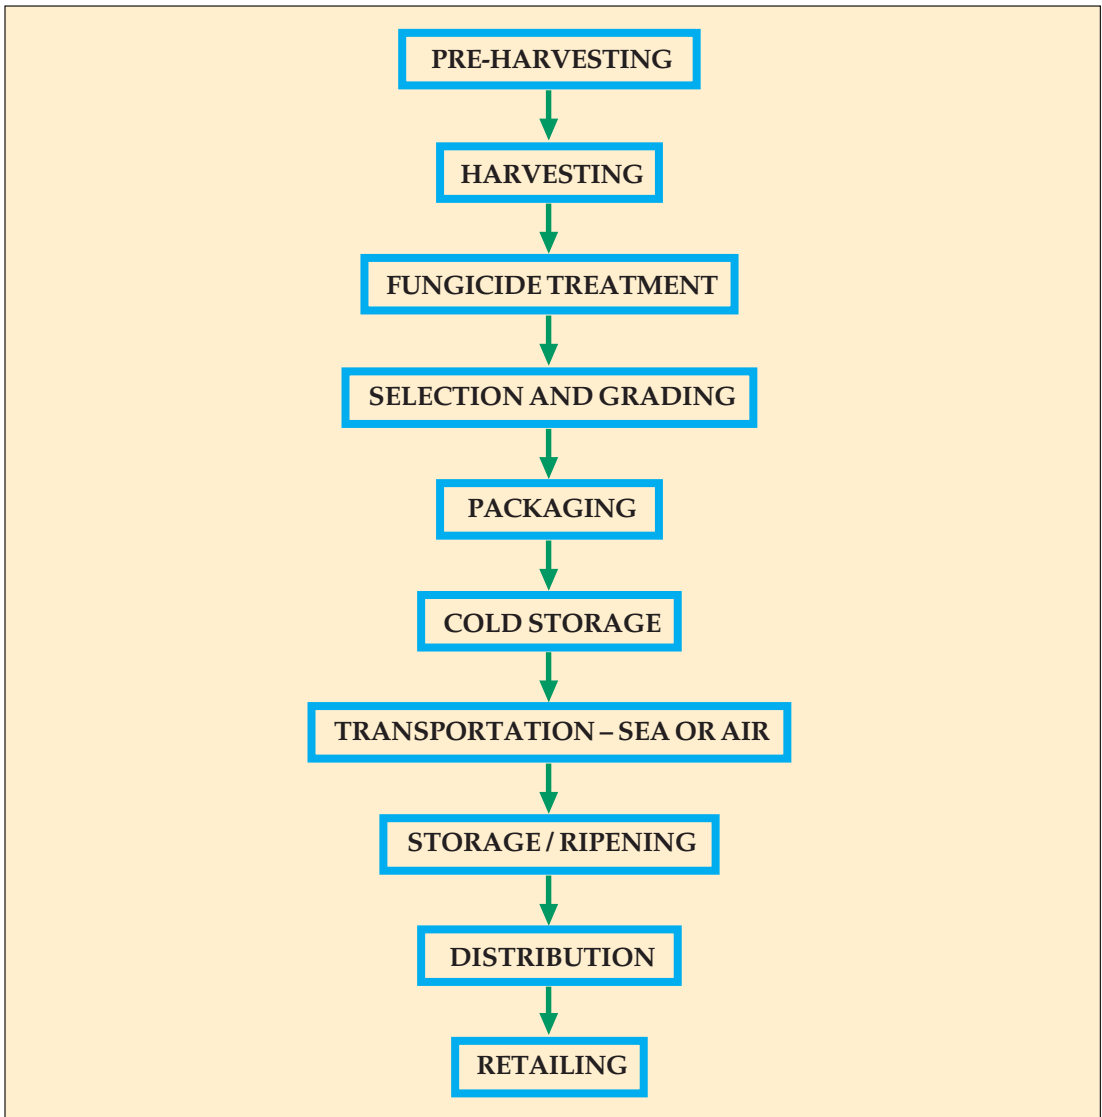 PRE-HARVESTING
HARVESTING
FUNGICIDE TREATMENT
SELECTION AND GRADING
PACKAGING
COLD STORAGE
TRANSPORTATION – SEA OR AIR
STORAGE / RIPENING
DISTRIBUTION
RETAILING